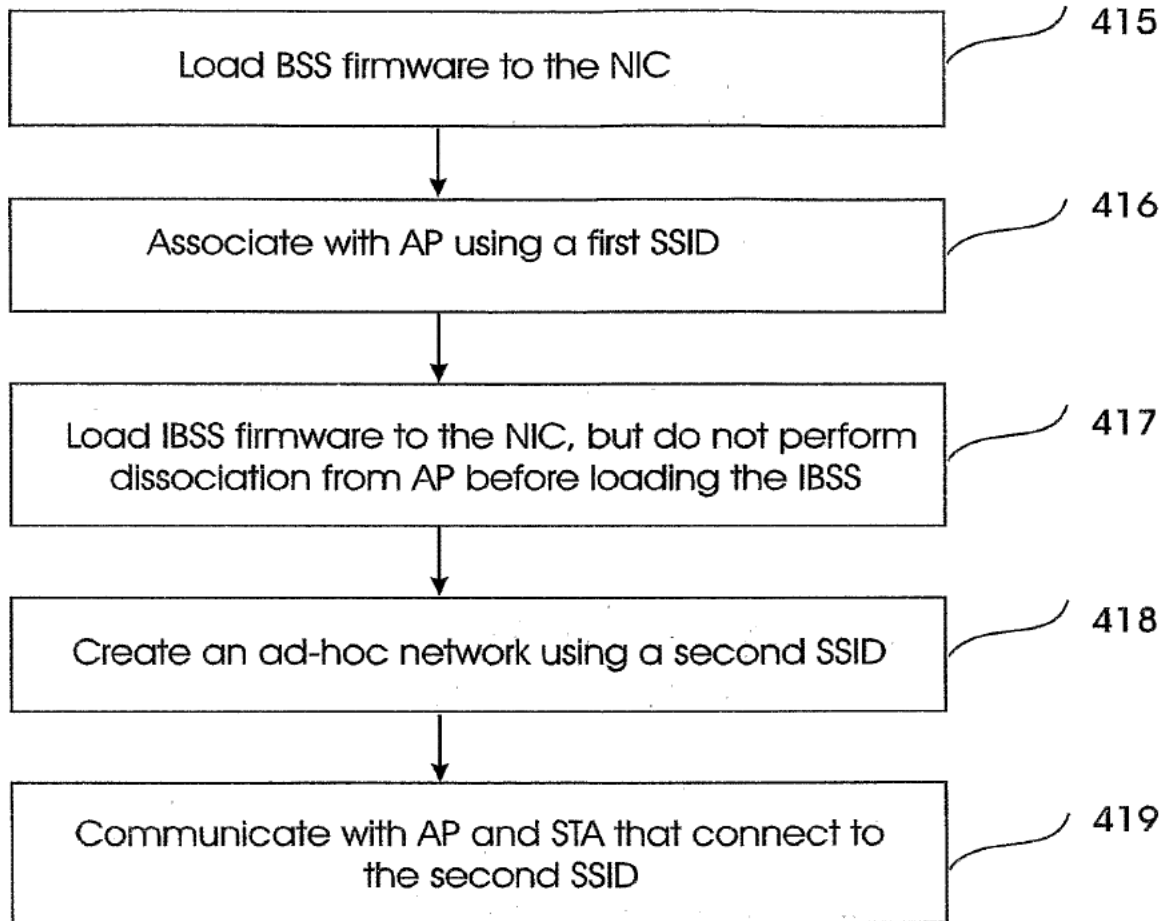 Load BSS firmware to the NIC
415
Associate with AP using a first SSID
416
Load IBSS firmware to the NIC, but do not perform
dissociation from AP before loading the IBSS
417
Create an ad-hoc network using a second SSID
418
Communicate with AP and STA that connect to
the second SSID
419